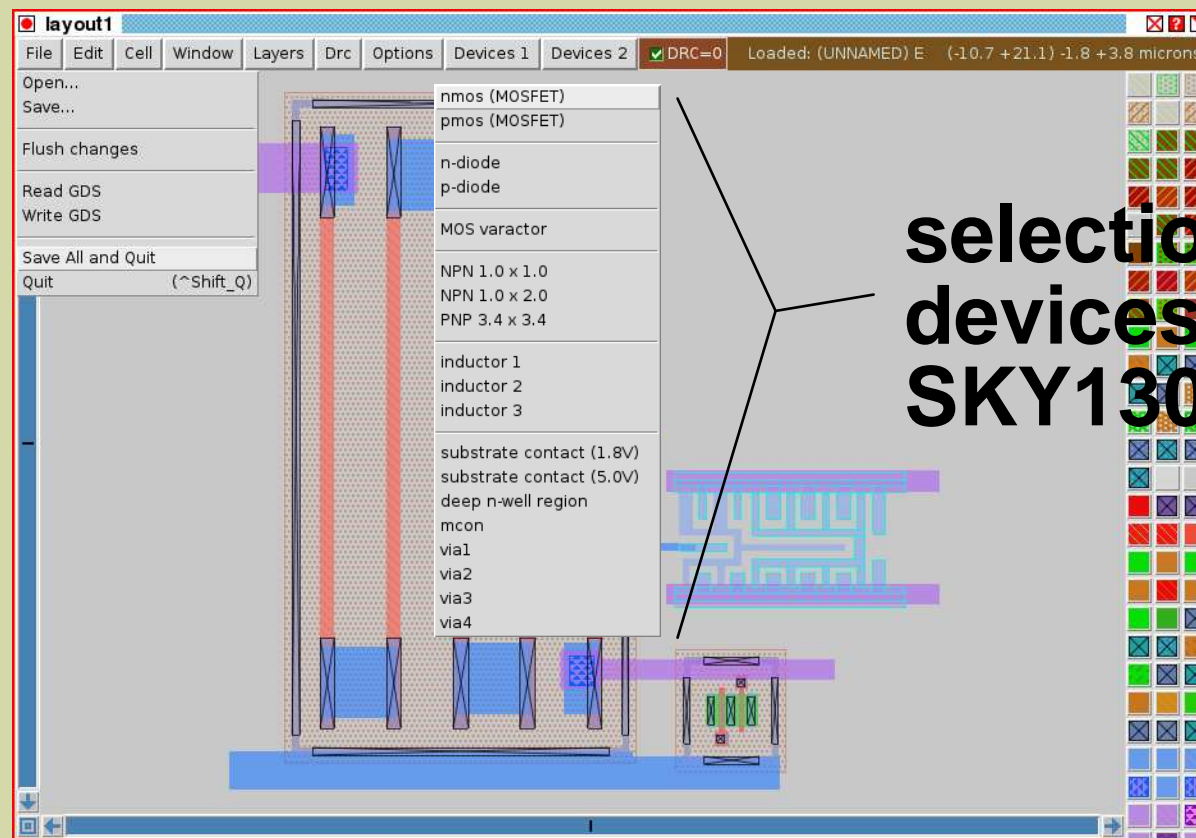 layout1
File Edit Cell Window Layers Drc Options Devices 1 Devices 2 DRC=0 Loaded: (UNNAMED) E (-10.7 +21.1) -1.8 +3.8 microns
Open...
Save...
Flush changes
Read GDS
Write GDS
Save All and Quit
Quit (^Shift_Q)
nmos (MOSFET)
pmos (MOSFET)
n-diode
p-diode
MOS varactor
NPN 1.0 x 1.0
NPN 1.0 x 2.0
PNP 3.4 x 3.4
inductor 1
inductor 2
inductor 3
substrate contact (1.8V)
substrate contact (5.0V)
deep n-well region
mcon
via1
via2
via3
via4
devices
SKY130